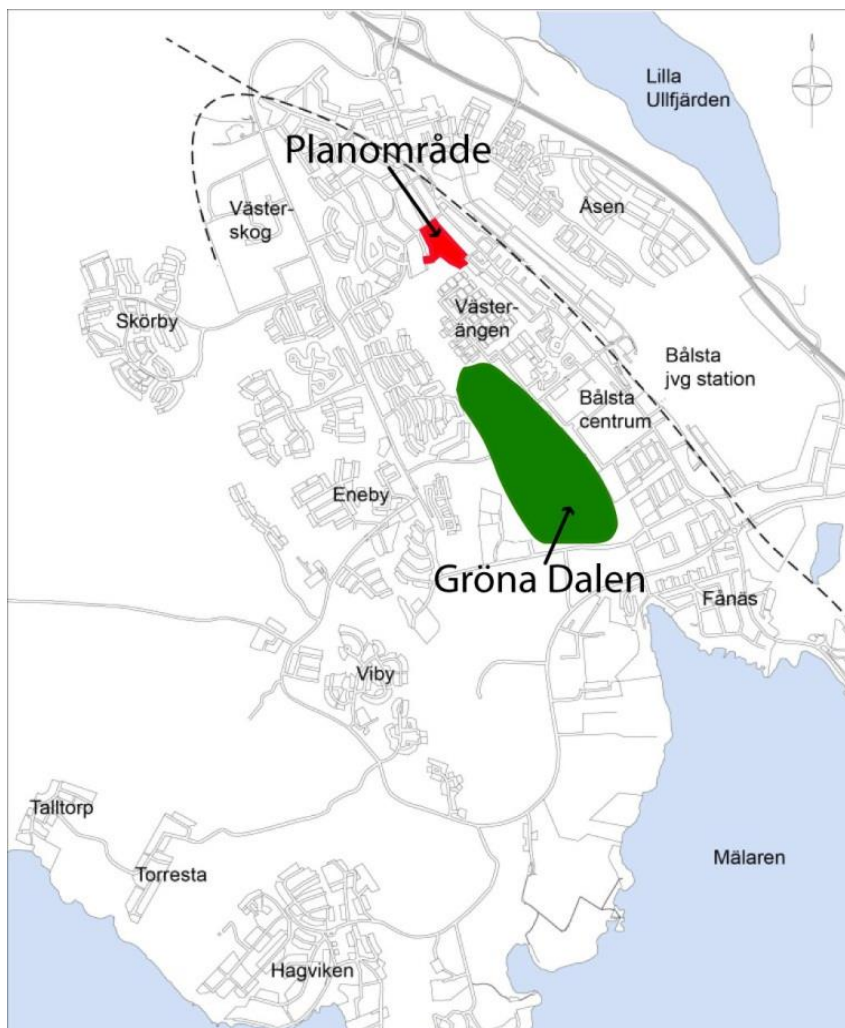 Lilla
Ullfjärden
Planområde
Väster-
skog
Åsen
Skörby
Väster-
ängen
Bålsta
jvg station
Bålsta
centrum
Eneby
Gröna Dalen
Fånäs
Viby
Talltorp
Torresta
Mälaren
Hagviken